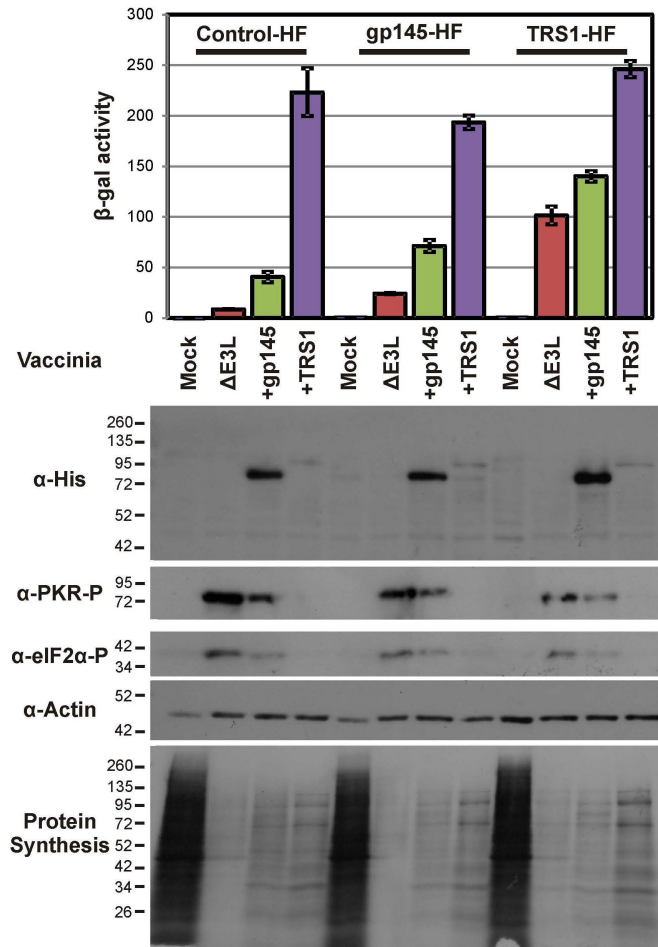 Control-HF gp145-HF TRS1-HF
β-gal activity
300
250
200
150
100
50
0
Vaccinia
Mock ΔE3L +gp145 +TRS1 Mock ΔE3L +gp145 +TRS1 Mock ΔE3L +gp145 +TRS1
α-His
260
135
95
72
52
42
α-PKR-P
95
72
α-eIF2α-P
42
34
α-Actin
52
42
Protein
Synthesis
260
135
95
72
52
42
34
26